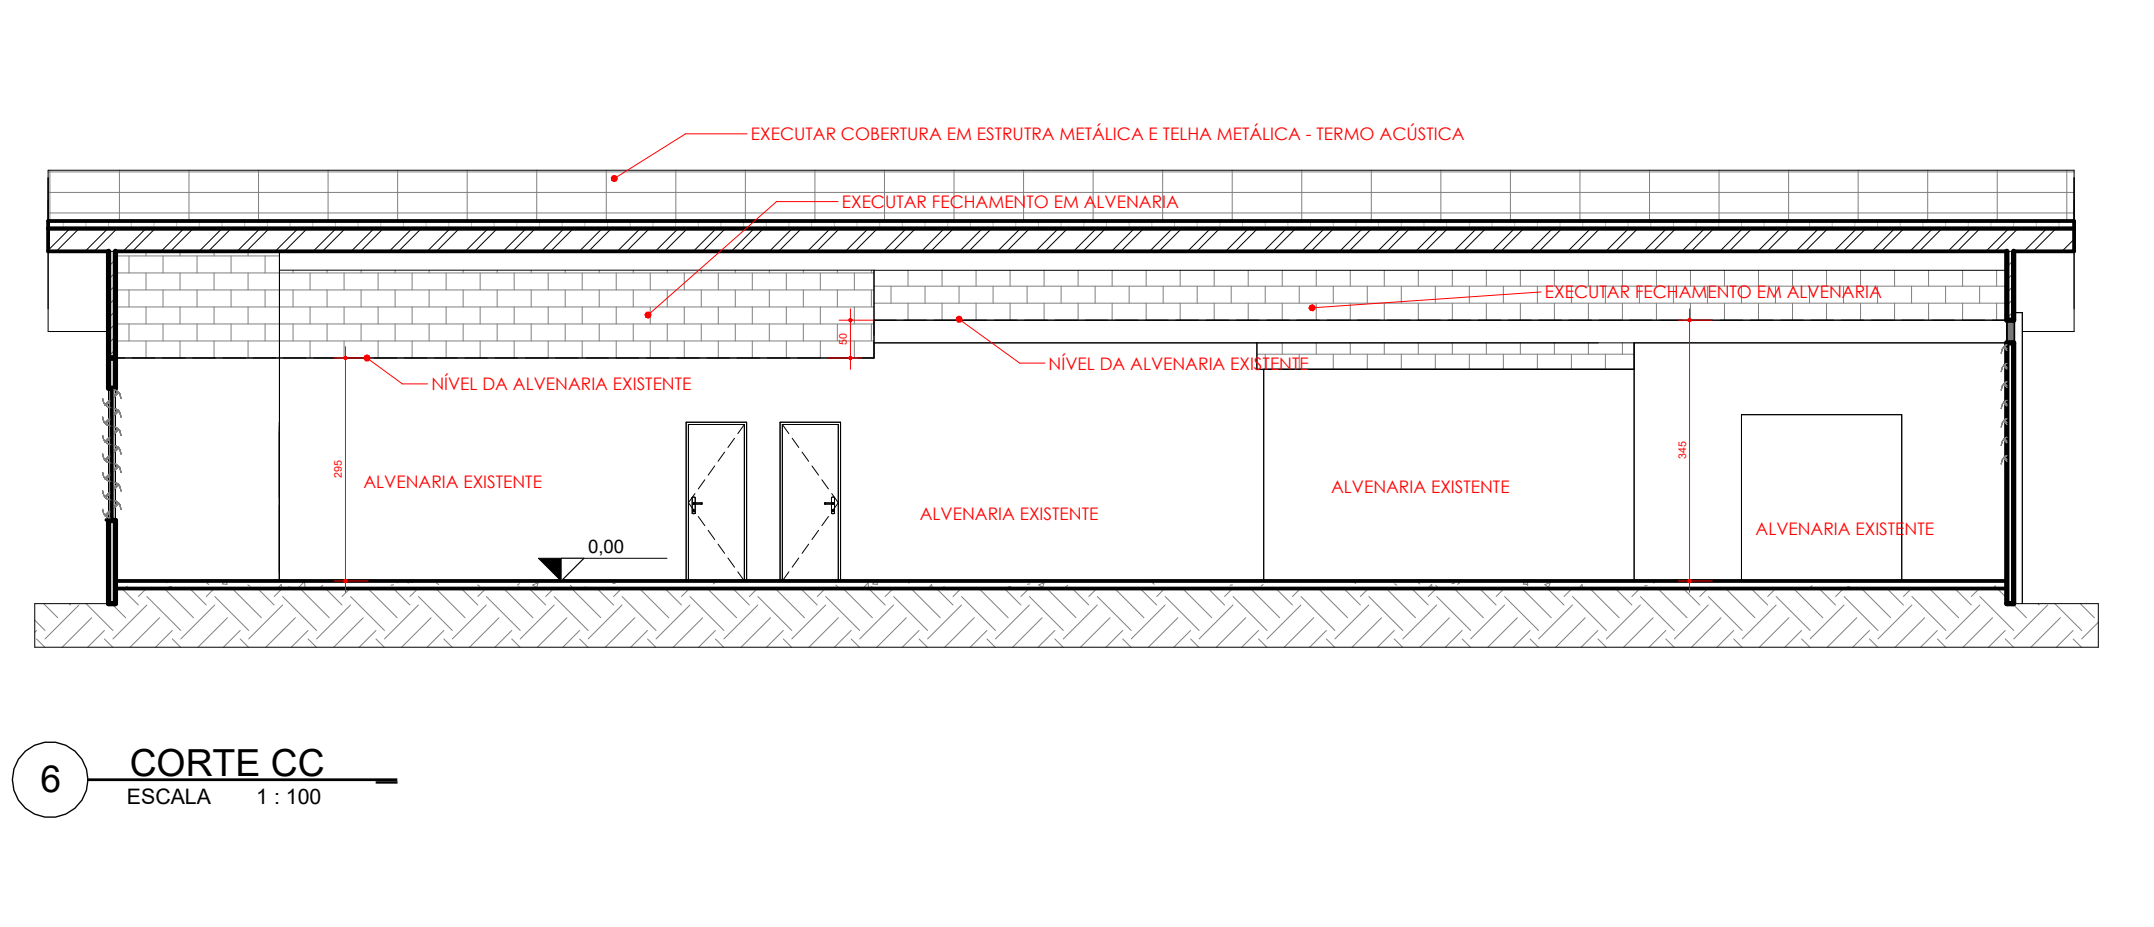 EXECUTAR COBERTURA EM ESTRUTRA METÁLICA E TELHA METÁLICA - TERMO ACÚSTICA
EXECUTAR FECHAMENTO EM ALVENARIA
EXECUTAR FECHAMENTO EM ALVENARIA
50
NÍVEL DA ALVENARIA EXISTENTE
NÍVEL DA ALVENARIA EXISTENTE
295
345
ALVENARIA EXISTENTE
ALVENARIA EXISTENTE
ALVENARIA EXISTENTE
ALVENARIA EXISTENTE
0,00
6
CORTE CC
ESCALA 1 : 100